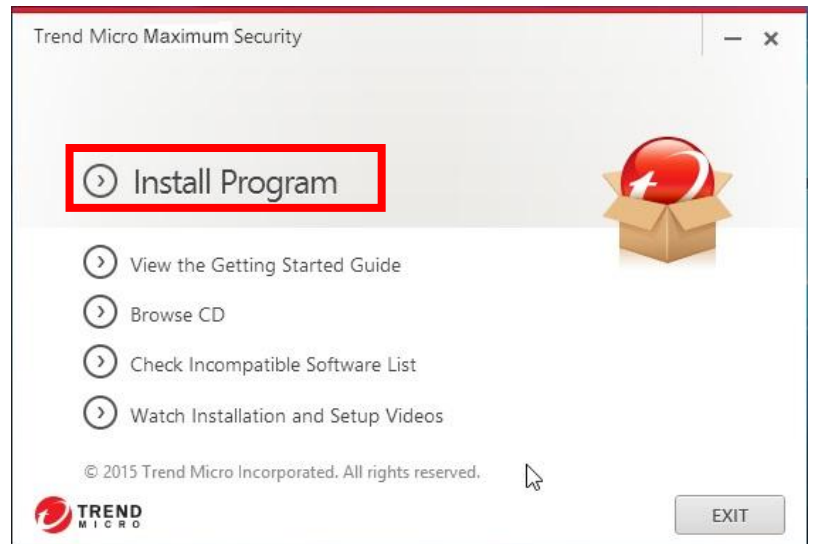 Trend Micro Maximum Security
Install Program
View the Getting Started Guide
Browse CD
Check Incompatible Software List
Watch Installation and Setup Videos
© 2015 Trend Micro Incorporated. All rights reserved.
TREND
MICRO
EXIT